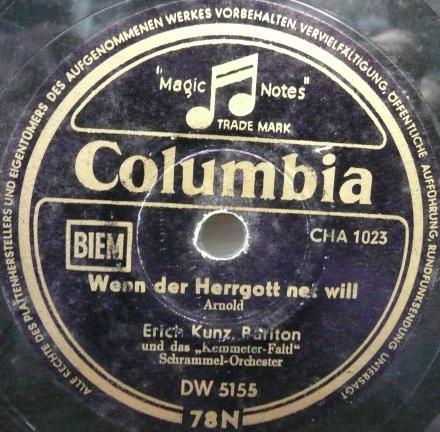 ALLE RECHTE DES PLATTENHERSTELLERS UND EIGENTÜMERS DES AUFGENOMMENEN WERKES VORBEHALTEN. VERVIELFÄLTIGUNG, ÖFFENTLICHE AUFFÜHRUNG, RUNDFUNKSENDUNG UNTERSAGT
"Magic Notes"
TRADE MARK
Columbia
BIEM
CHA 1023
Wenn der Herrgott net will
Arnold
Erich Kunz, Bariton
und das „Kemmeter-Faltl"
Schrammel-Orchester
DW 5155
78N